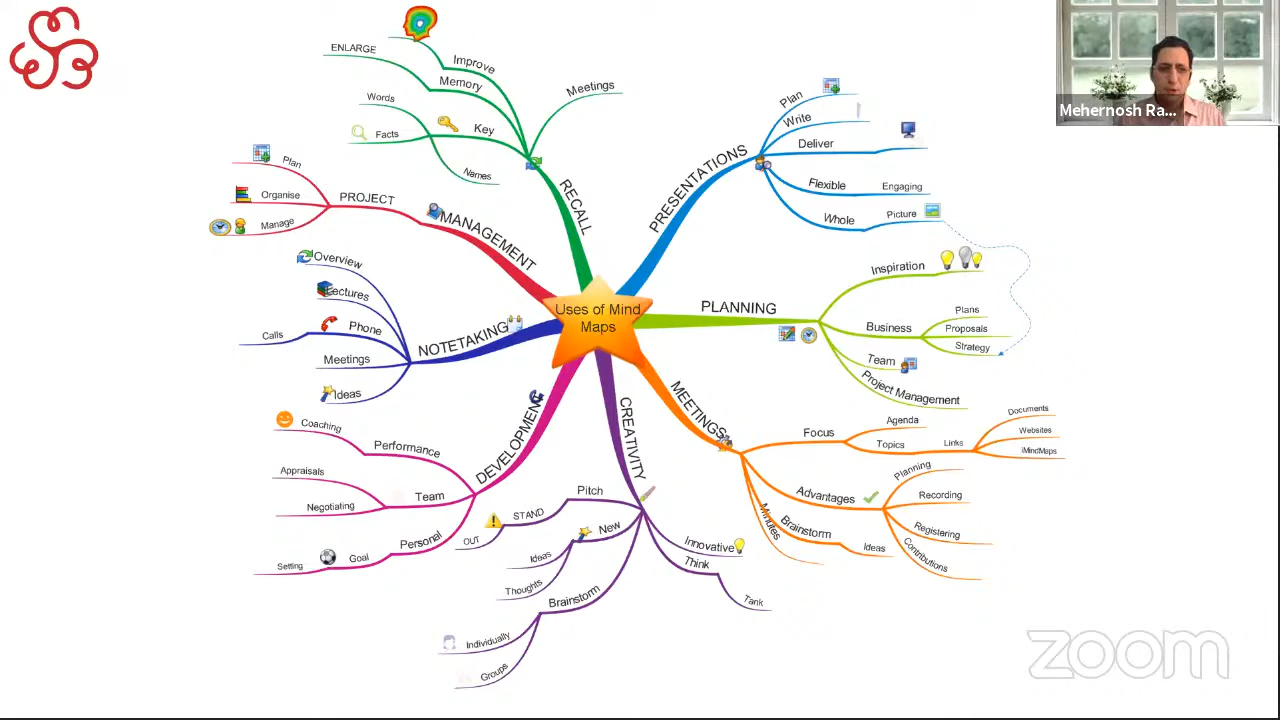 Mehernosh Ra...
Uses of Mind
Maps
RECALL
Improve
Memory
ENLARGE
Key
Words
Facts
Names
Meetings
PRESENTATIONS
Plan
Write
Deliver
Flexible
Engaging
Whole
Picture
PLANNING
Inspiration
Business
Plans
Proposals
Strategy
Team
Project Management
MEETINGS
Focus
Agenda
Topics
Links
Documents
Websites
iMindMaps
Advantages
Planning
Recording
Registering
Contributions
Brainstorm
Ideas
Minutes
CREATIVITY
Innovative
Think
Tank
Pitch
STAND
OUT
New
Ideas
Thoughts
Brainstorm
Individually
Groups
DEVELOPMENT
Performance
Coaching
Team
Appraisals
Negotiating
Personal
Goal
Setting
NOTETAKING
Overview
Lectures
Phone
Calls
Meetings
Ideas
MANAGEMENT
PROJECT
Plan
Organise
Manage
zoom